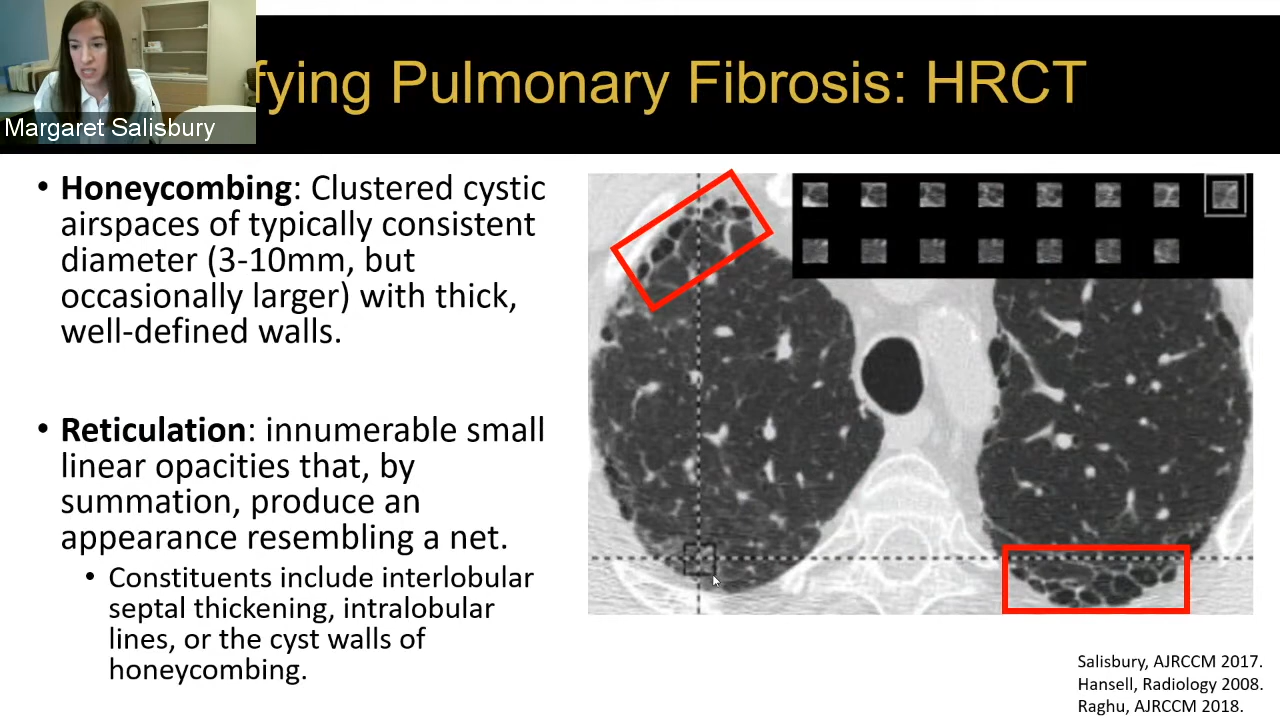 fying Pulmonary Fibrosis: HRCT
Margaret Salisbury
• Honeycombing: Clustered cystic
airspaces of typically consistent
diameter (3-10mm, but
occasionally larger) with thick,
well-defined walls.
• Reticulation: innumerable small
linear opacities that, by
summation, produce an
appearance resembling a net.
• Constituents include interlobular
septal thickening, intralobular
lines, or the cyst walls of
honeycombing.
Salisbury, AJRCCM 2017.
Hansell, Radiology 2008.
Raghu, AJRCCM 2018.